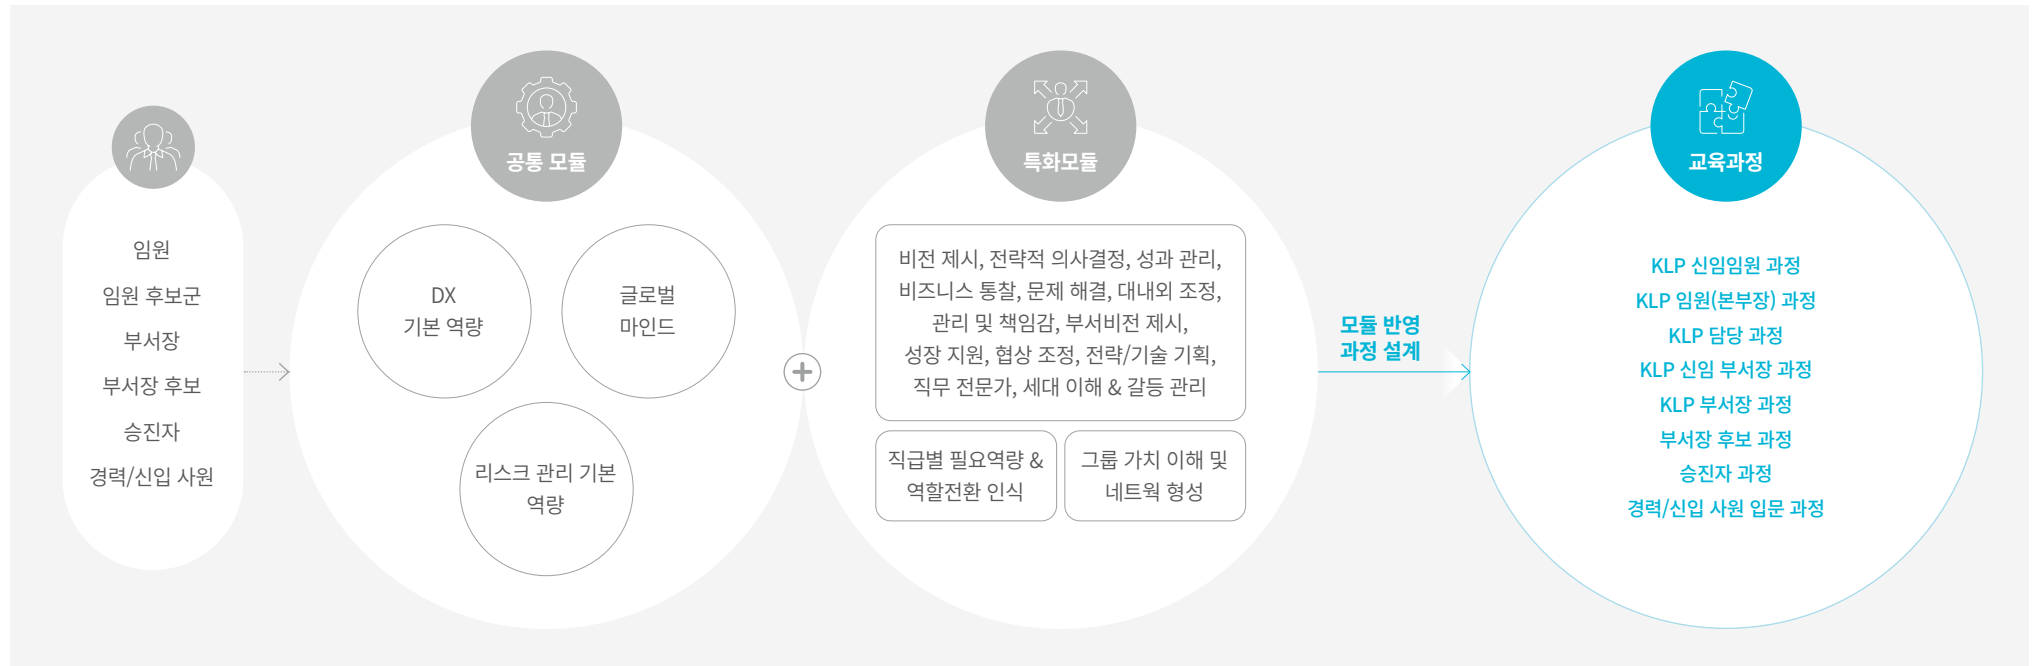 임원
임원 후보군
부서장
부서장 후보
승진자
경력/신입 사원
공통 모듈
DX
기본 역량
글로벌
마인드
리스크 관리 기본
역량
특화모듈
비전 제시, 전략적 의사결정, 성과 관리,
비즈니스 통찰, 문제 해결, 대내외 조정,
관리 및 책임감, 부서비전 제시,
성장 지원, 협상 조정, 전략/기술 기획,
직무 전문가, 세대 이해 & 갈등 관리
직급별 필요역량 &
역할전환 인식
그룹 가치 이해 및
네트웍 형성
모듈 반영
과정 설계
교육과정
KLP 신임임원 과정
KLP 임원(본부장) 과정
KLP 담당 과정
KLP 신임 부서장 과정
KLP 부서장 과정
부서장 후보 과정
승진자 과정
경력/신입 사원 입문 과정